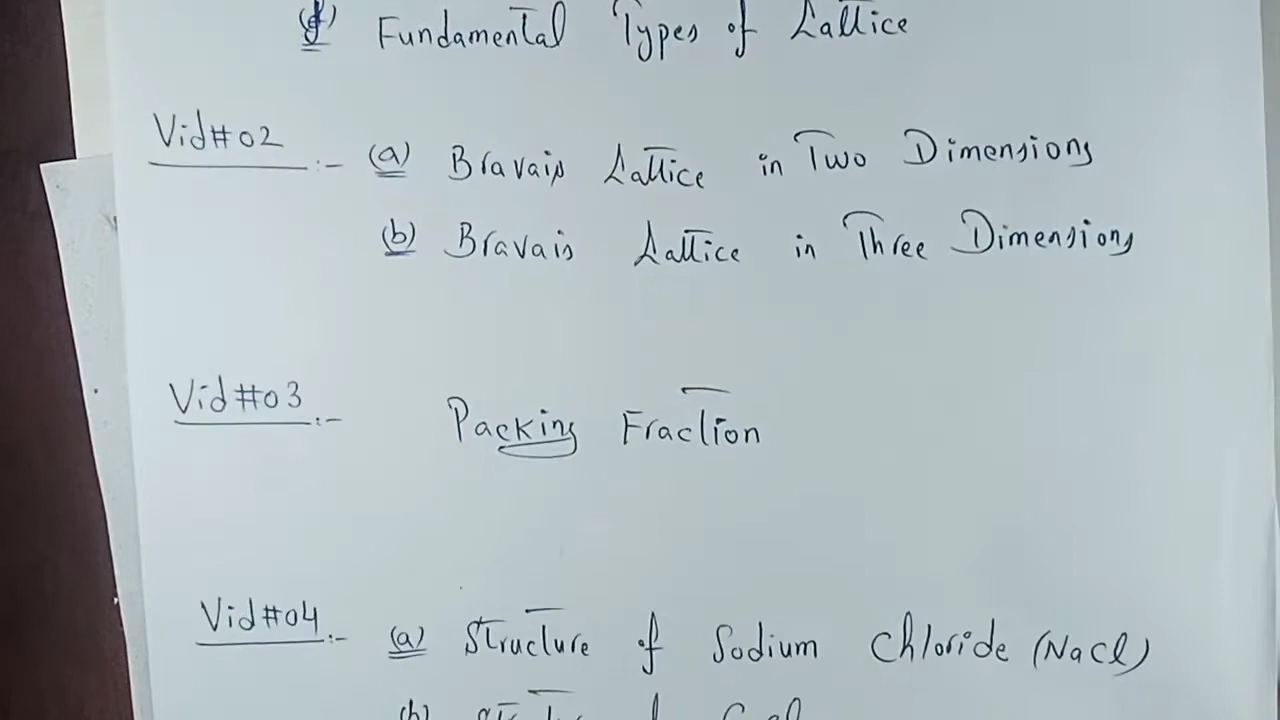 Fundamental Types of Lattice
Vid#02 :- (a) Bravais Lattice in Two Dimensions
(b) Bravais Lattice in Three Dimensions
Vid#03 :- Packing Fraction
Vid#04 :- (a) Structure of Sodium Chloride (NaCl)
(b)